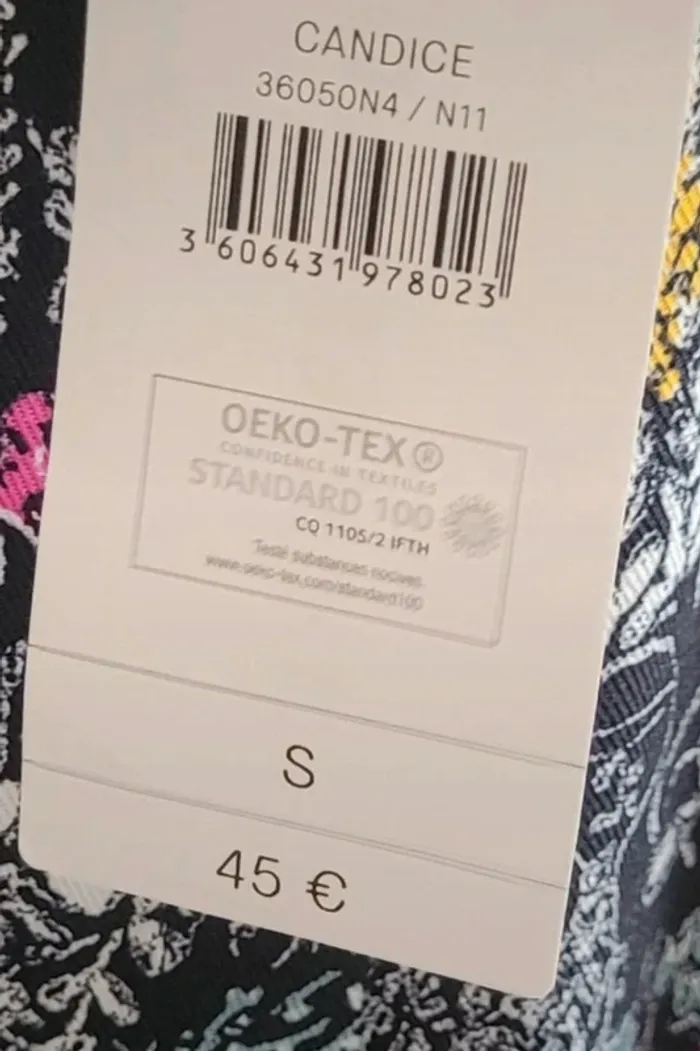 CANDICE
36050N4 / N11
3 606431 978023
OEKO-TEX®
CONFIDENCE IN TEXTILES
STANDARD 100
CQ 1105/2 IFTH
Testé substances nocives
www.oeko-tex.com/standard100
S
45 €